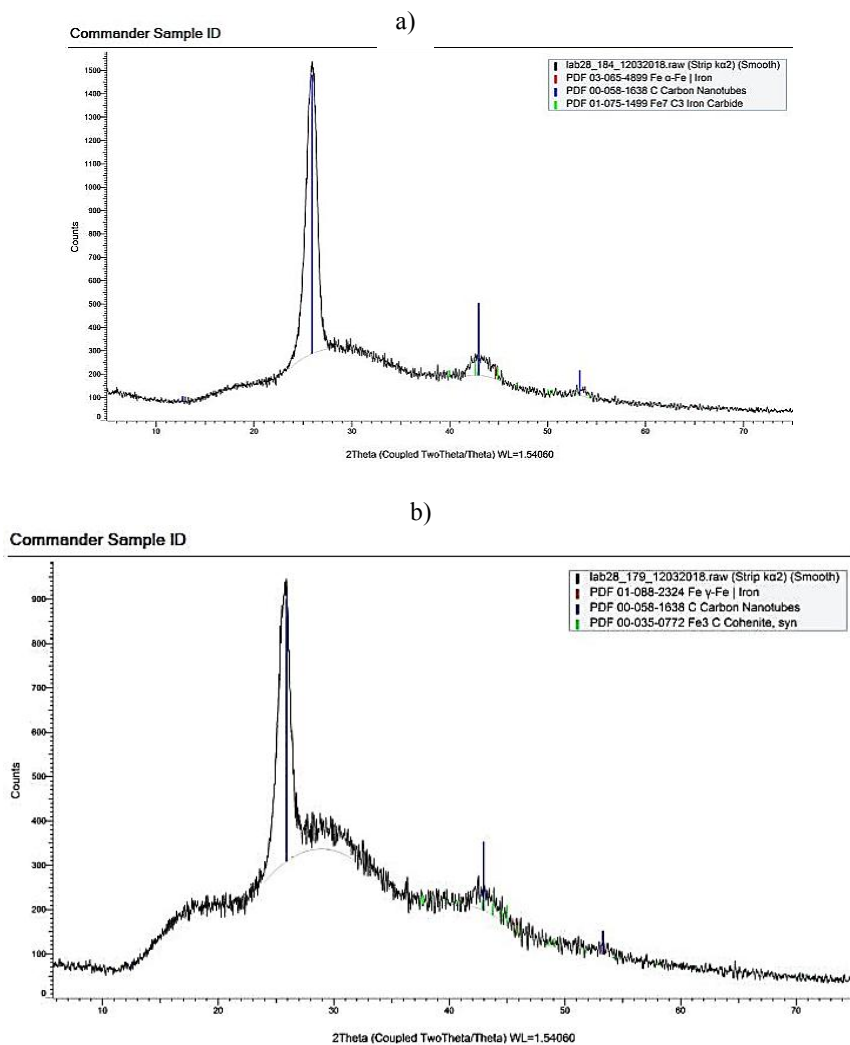 a)
Commander Sample ID
lab28_184_12032018.raw (Strip kα2) (Smooth)
PDF 03-065-4899 Fe α-Fe | Iron
PDF 00-058-1638 C Carbon Nanotubes
PDF 01-075-1499 Fe7 C3 Iron Carbide
1500
1400
1300
1200
1100
1000
900
800
700
600
500
400
300
200
100
0
Counts
10 20 30 40 50 60 70
2Theta (Coupled TwoTheta/Theta) WL=1.54060
b)
Commander Sample ID
lab28_179_12032018.raw (Strip kα2) (Smooth)
PDF 01-088-2324 Fe γ-Fe | Iron
PDF 00-058-1638 C Carbon Nanotubes
PDF 00-035-0772 Fe3 C Cohenite, syn
900
800
700
600
500
400
300
200
100
0
Counts
10 20 30 40 50 60 70
2Theta (Coupled TwoTheta/Theta) WL=1.54060